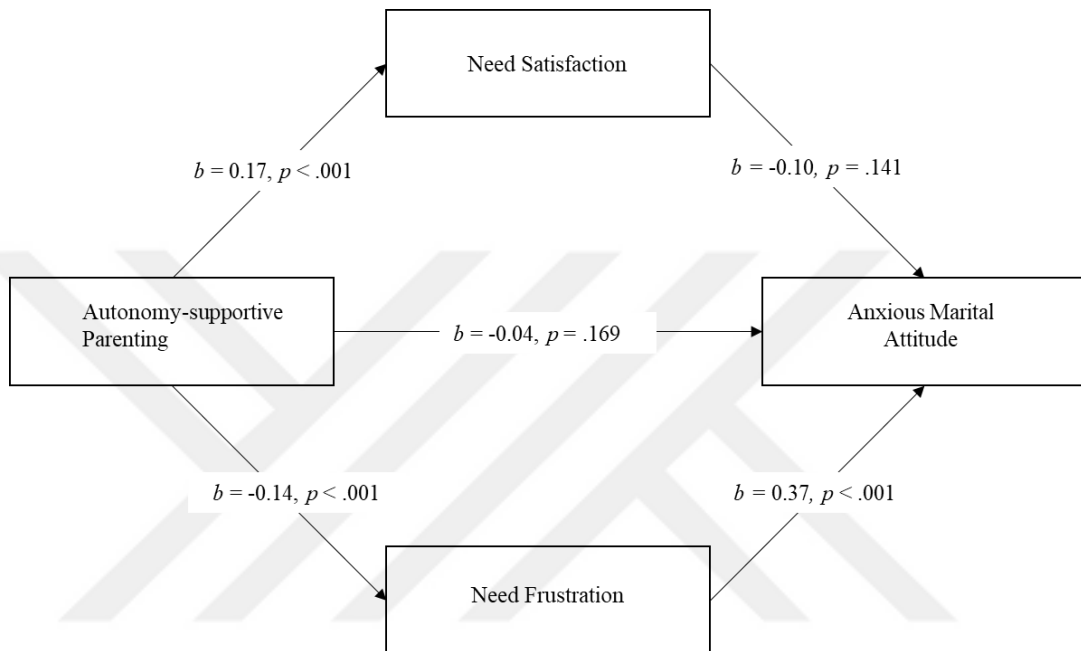 Need Satisfaction
b = 0.17, p < .001
b = -0.10, p = .141
Autonomy-supportive
Parenting
b = -0.04, p = .169
Anxious Marital
Attitude
b = -0.14, p < .001
b = 0.37, p < .001
Need Frustration